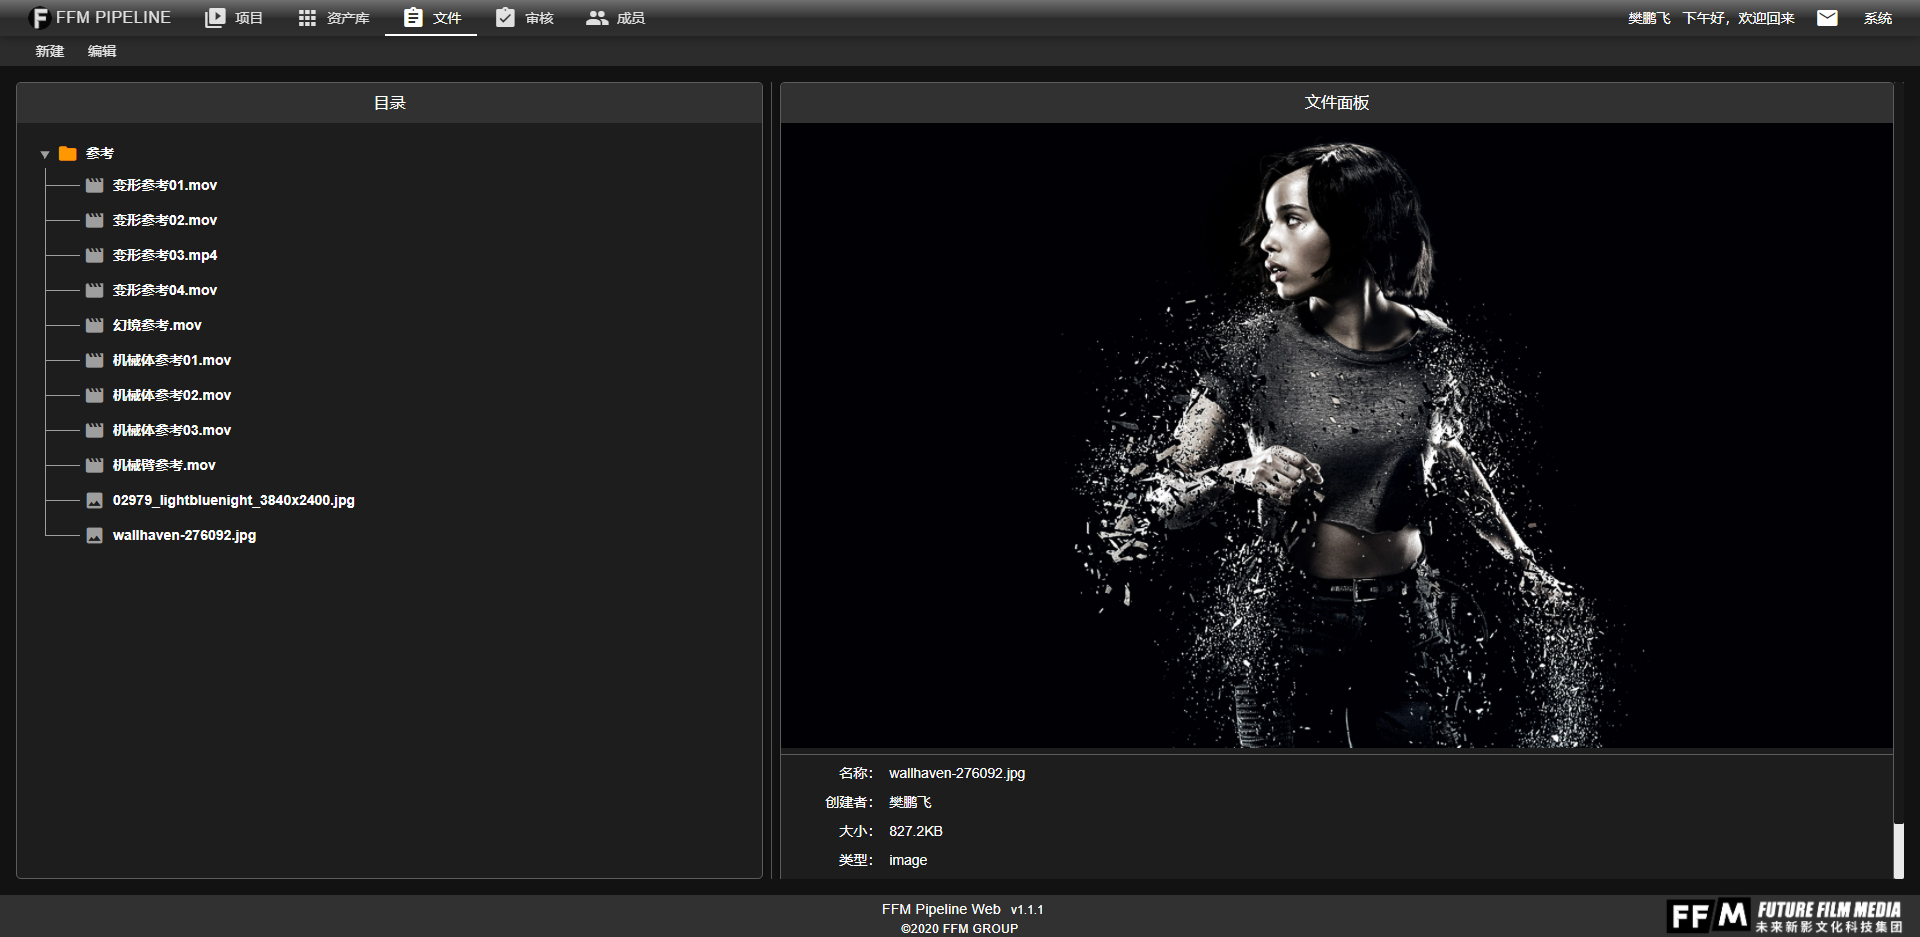 FFM PIPELINE 项目 资产库 文件 审核 成员 樊鹏飞 下午好，欢迎回来 系统
新建 编辑
目录
参考
变形参考01.mov
变形参考02.mov
变形参考03.mp4
变形参考04.mov
幻境参考.mov
机械体参考01.mov
机械体参考02.mov
机械体参考03.mov
机械臂参考.mov
02979_lightbluenight_3840x2400.jpg
wallhaven-276092.jpg
文件面板
名称： wallhaven-276092.jpg
创建者： 樊鹏飞
大小： 827.2KB
类型： image
FFM Pipeline Web v1.1.1
©2020 FFM GROUP
FFM FUTURE FILM MEDIA
未来新影文化科技集团